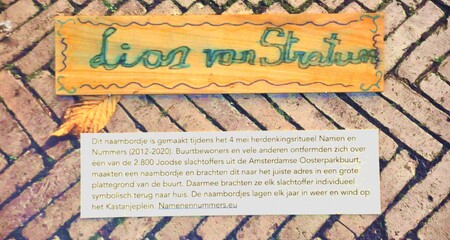 Lion van Stratum
Dit naambordje is gemaakt tijdens het 4 mei herdenkingsritueel Namen en
Nummers (2012-2020). Buurtbewoners en vele anderen ontfermden zich over
een van de 2.800 Joodse slachtoffers uit de Amsterdamse Oosterparkbuurt,
maakten een naambordje en brachten dit naar het juiste adres in een grote
plattegrond van de buurt. Daarmee brachten ze elk slachtoffer individueel
symbolisch terug naar huis. De naambordjes lagen elk jaar in weer en wind op
het Kastanjeplein. Namenennummers.eu